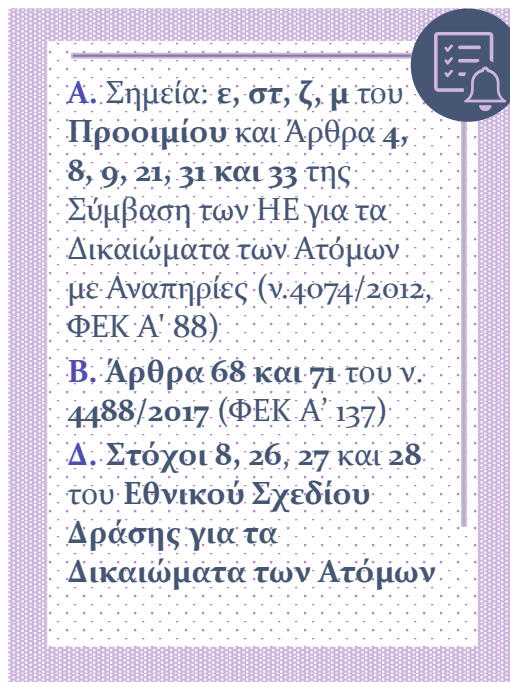 Α. Σημεία: ε, στ, ζ, μ του
Προοιμίου και Άρθρα 4,
8, 9, 21, 31 και 33 της
Σύμβαση των ΗΕ για τα
Δικαιώματα των Ατόμων
με Αναπηρίες (ν.4074/2012,
ΦΕΚ Α' 88)
Β. Άρθρα 68 και 71 του ν.
4488/2017 (ΦΕΚ Α’ 137)
Δ. Στόχοι 8, 26, 27 και 28
του Εθνικού Σχεδίου
Δράσης για τα
Δικαιώματα των Ατόμων